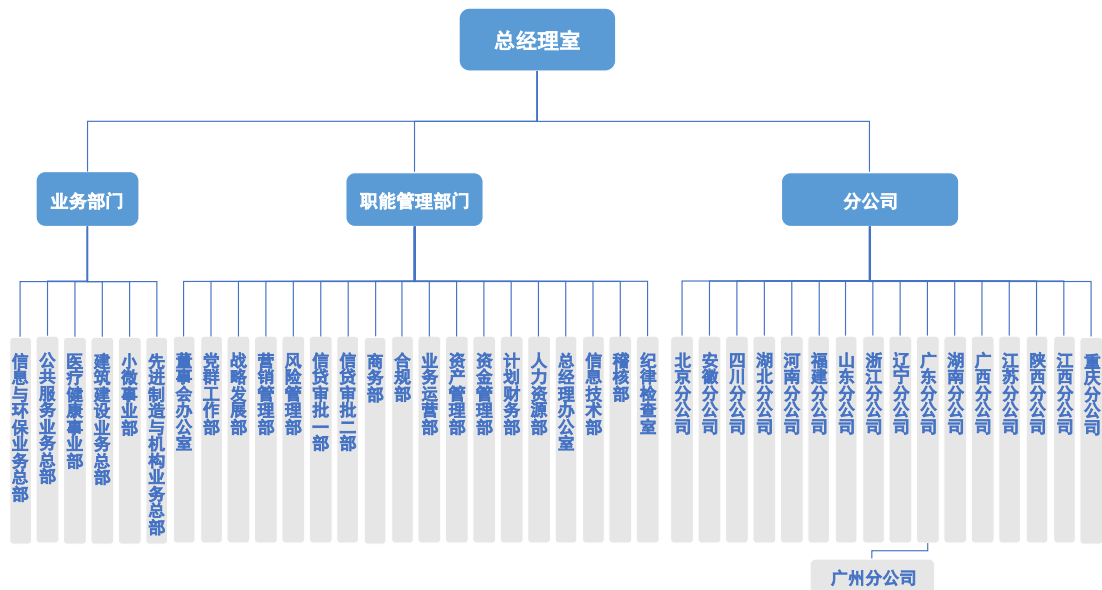 总经理室
业务部门
职能管理部门
分公司
信息与环保业务总部
公共服务业务总部
医疗健康事业部
建筑建设业务总部
小微事业部
先进制造与机构业务总部
董事会办公室
党群工作部
战略发展部
营销管理部
风险管理部
信贷审批一部
信贷审批二部
商务部
合规部
业务运营部
资产管理部
资金管理部
计划财务部
人力资源部
总经理办公室
信息技术部
稽核部
纪律检查室
北京分公司
安徽分公司
四川分公司
湖北分公司
河南分公司
福建分公司
山东分公司
浙江分公司
辽宁分公司
广东分公司
湖南分公司
广西分公司
江苏分公司
陕西分公司
江西分公司
重庆分公司
广州分公司